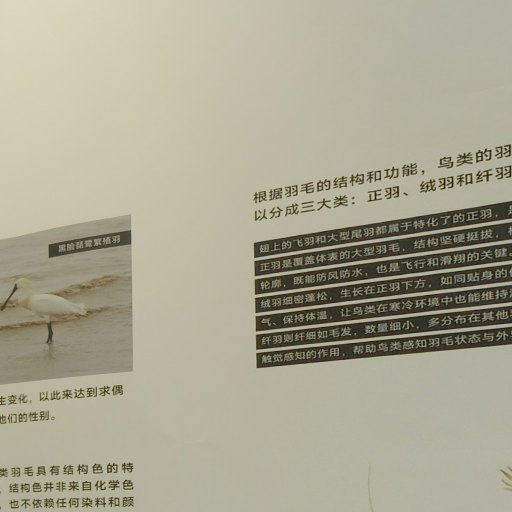 黑脸琵鹭繁殖羽
生变化，以此来达到求偶
他们的性别。
类羽毛具有结构色的特
，结构色并非来自化学色
，也不依赖任何染料和颜
根据羽毛的结构和功能，鸟类的羽
以分成三大类：正羽、绒羽和纤羽
翅上的飞羽和大型尾羽都属于特化了的正羽，
正羽是覆盖体表的大型羽毛，结构坚硬挺拔，
轮廓，既能防风防水，也是飞行和滑翔的关键。
绒羽细密蓬松，生长在正羽下方，如同贴身的
气、保持体温，让鸟类在寒冷环境中也能维持
纤羽则纤细如毛发，数量细小，多分布在其他
触觉感知的作用，帮助鸟类感知羽毛状态与外